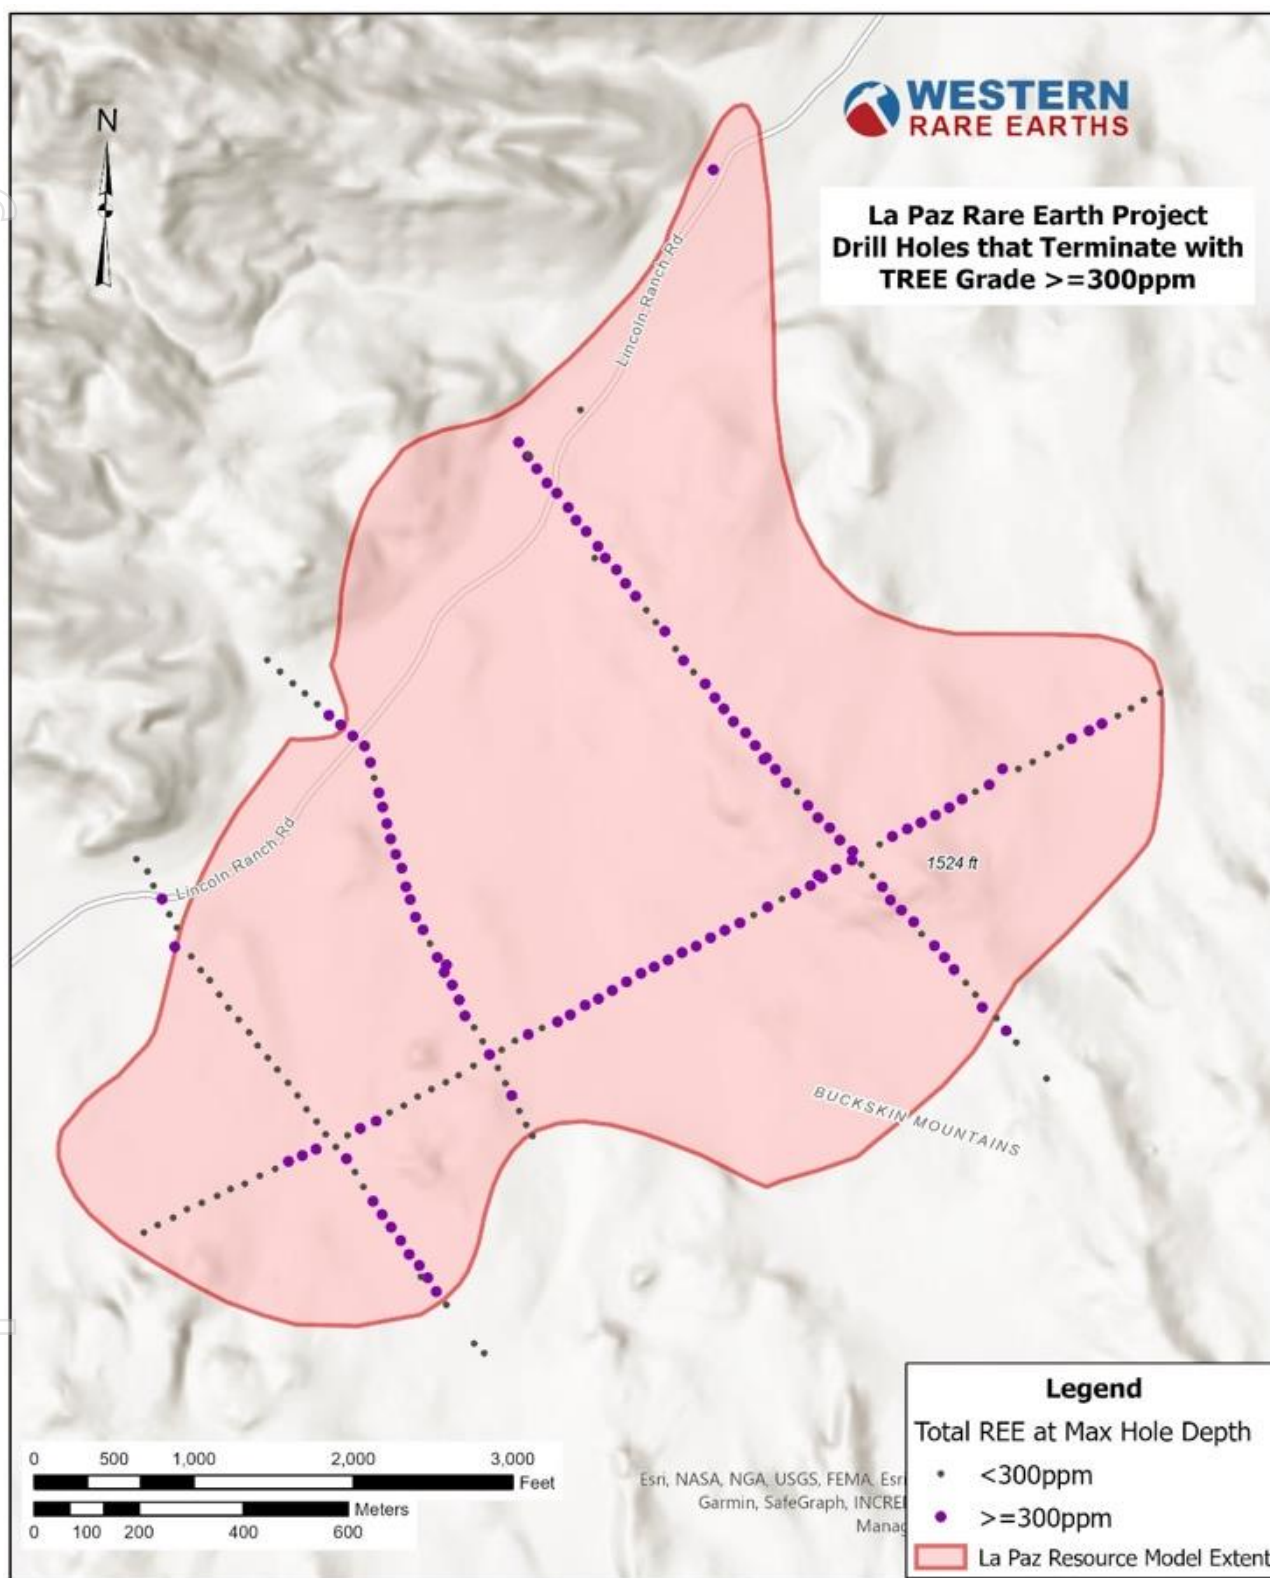 WESTERN
RARE EARTHS
N
La Paz Rare Earth Project
Drill Holes that Terminate with
TREE Grade >=300ppm
Lincoln Ranch Rd
Lincoln Ranch Rd
1524 ft
BUCKSKIN MOUNTAINS
Legend
Total REE at Max Hole Depth
<300ppm
>=300ppm
La Paz Resource Model Extent
0 500 1,000 2,000 3,000
Feet
Meters
0 100 200 400 600
Esri, NASA, NGA, USGS, FEMA, Esri
Garmin, SafeGraph,